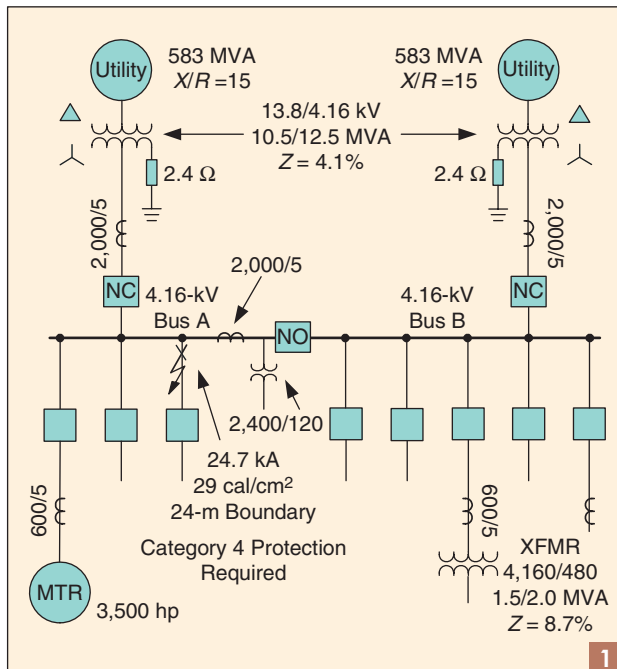 583 MVA
X/R =15
Utility
583 MVA
X/R =15
Utility
13.8/4.16 kV
10.5/12.5 MVA
Z = 4.1%
2.4 Ω
2.4 Ω
2,000/5
2,000/5
2,000/5
NC
4.16-kV
Bus A
4.16-kV
Bus B
NC
NO
2,400/120
24.7 kA
29 cal/cm²
24-m Boundary
Category 4 Protection
Required
600/5
MTR
3,500 hp
600/5
XFMR
4,160/480
1.5/2.0 MVA
Z = 8.7%
1